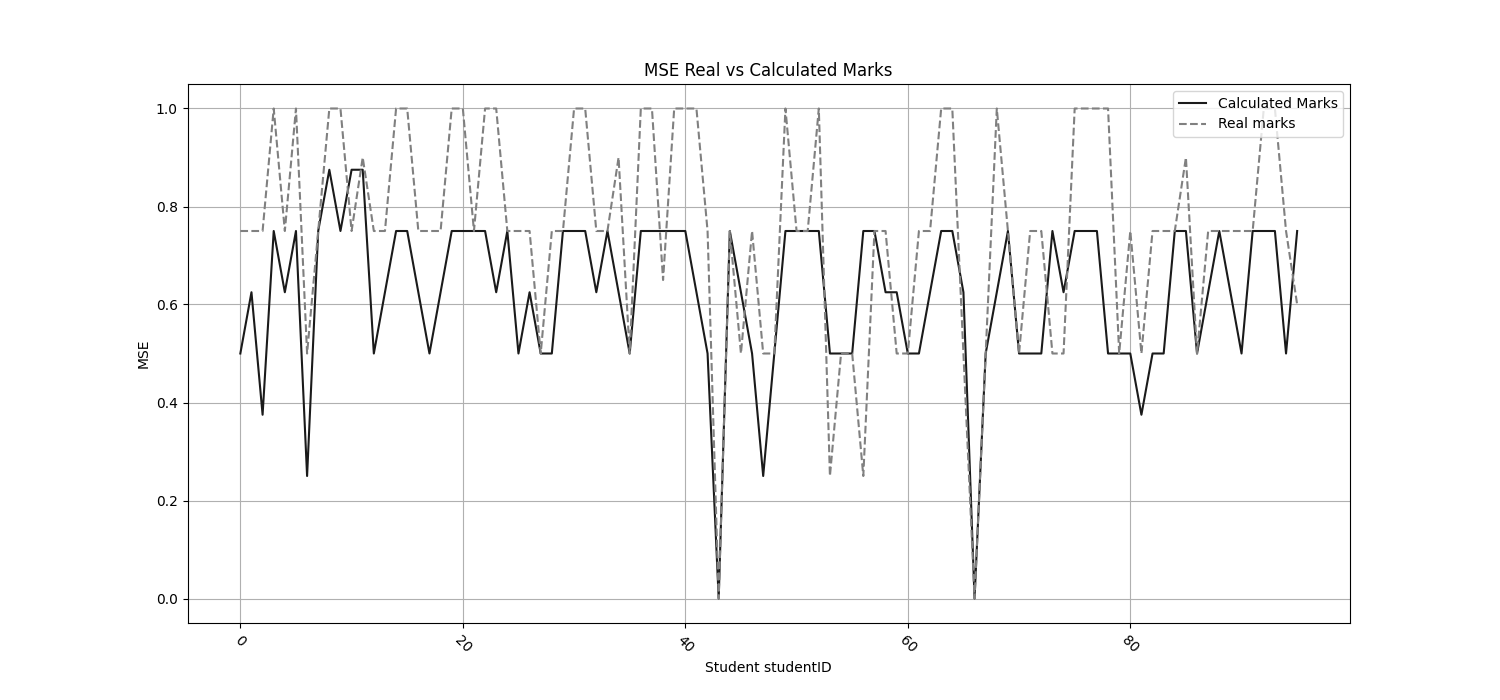 MSE Real vs Calculated Marks
Calculated Marks
Real marks
1.0
0.8
0.6
0.4
0.2
0.0
MSE
0 20 40 60 80
Student studentID